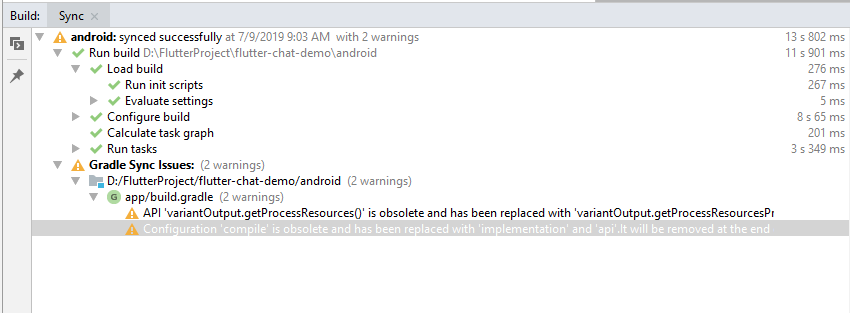 Build: Sync
android: synced successfully at 7/9/2019 9:03 AM with 2 warnings 13 s 802 ms
Run build D:\FlutterProject\flutter-chat-demo\android 11 s 901 ms
Load build 276 ms
Run init scripts 267 ms
Evaluate settings 5 ms
Configure build 8 s 65 ms
Calculate task graph 201 ms
Run tasks 3 s 349 ms
Gradle Sync Issues: (2 warnings)
D:/FlutterProject/flutter-chat-demo/android (2 warnings)
G app/build.gradle (2 warnings)
API 'variantOutput.getProcessResources()' is obsolete and has been replaced with 'variantOutput.getProcessResourcesPr
Configuration 'compile' is obsolete and has been replaced with 'implementation' and 'api'.It will be removed at the end